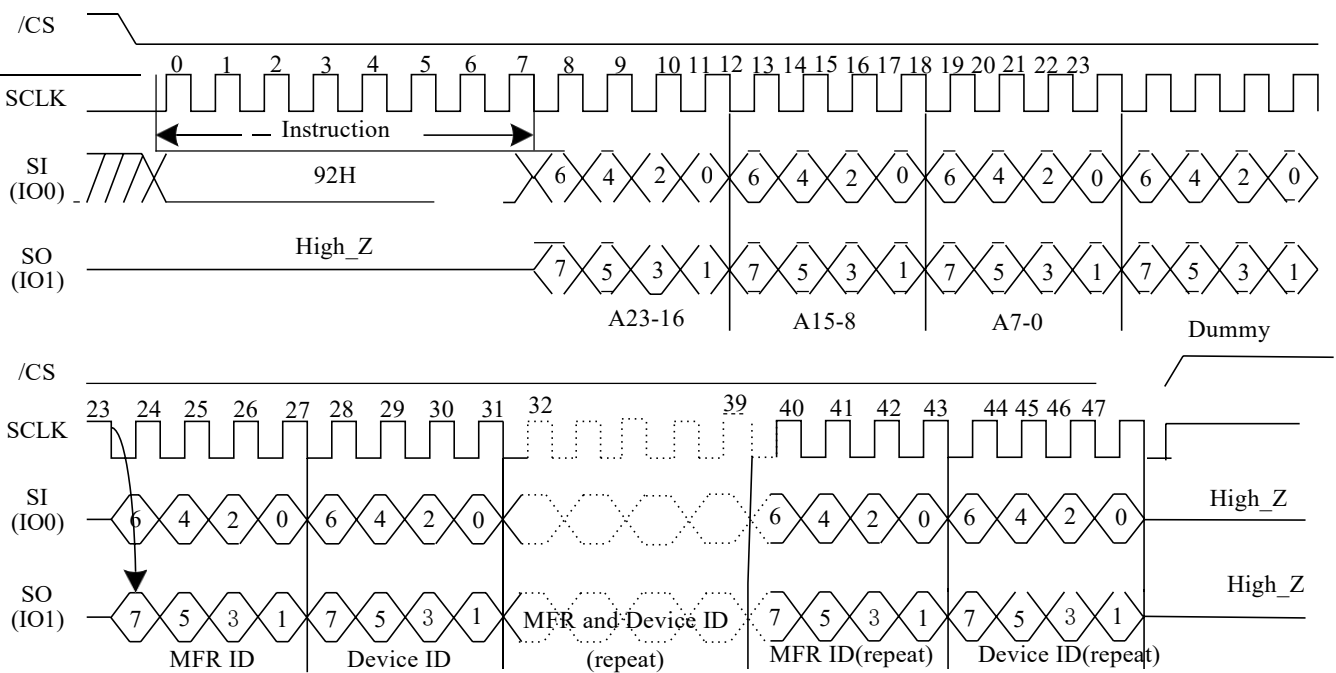 /CS
0 1 2 3 4 5 6 7 8 9 10 11 12 13 14 15 16 17 18 19 20 21 22 23
SCLK
Instruction
SI
(IO0)
92H
6 4 2 0 6 4 2 0 6 4 2 0 6 4 2 0
SO
(IO1)
High_Z
7 5 3 1 7 5 3 1 7 5 3 1 7 5 3 1
A23-16 A15-8 A7-0 Dummy
/CS
23 24 25 26 27 28 29 30 31 32 39 40 41 42 43 44 45 46 47
SCLK
SI
(IO0)
6 4 2 0 6 4 2 0 6 4 2 0 6 4 2 0
High_Z
SO
(IO1)
7 5 3 1 7 5 3 1 MFR and Device ID 7 5 3 1 7 5 3 1
High_Z
MFR ID Device ID (repeat) MFR ID(repeat) Device ID(repeat)